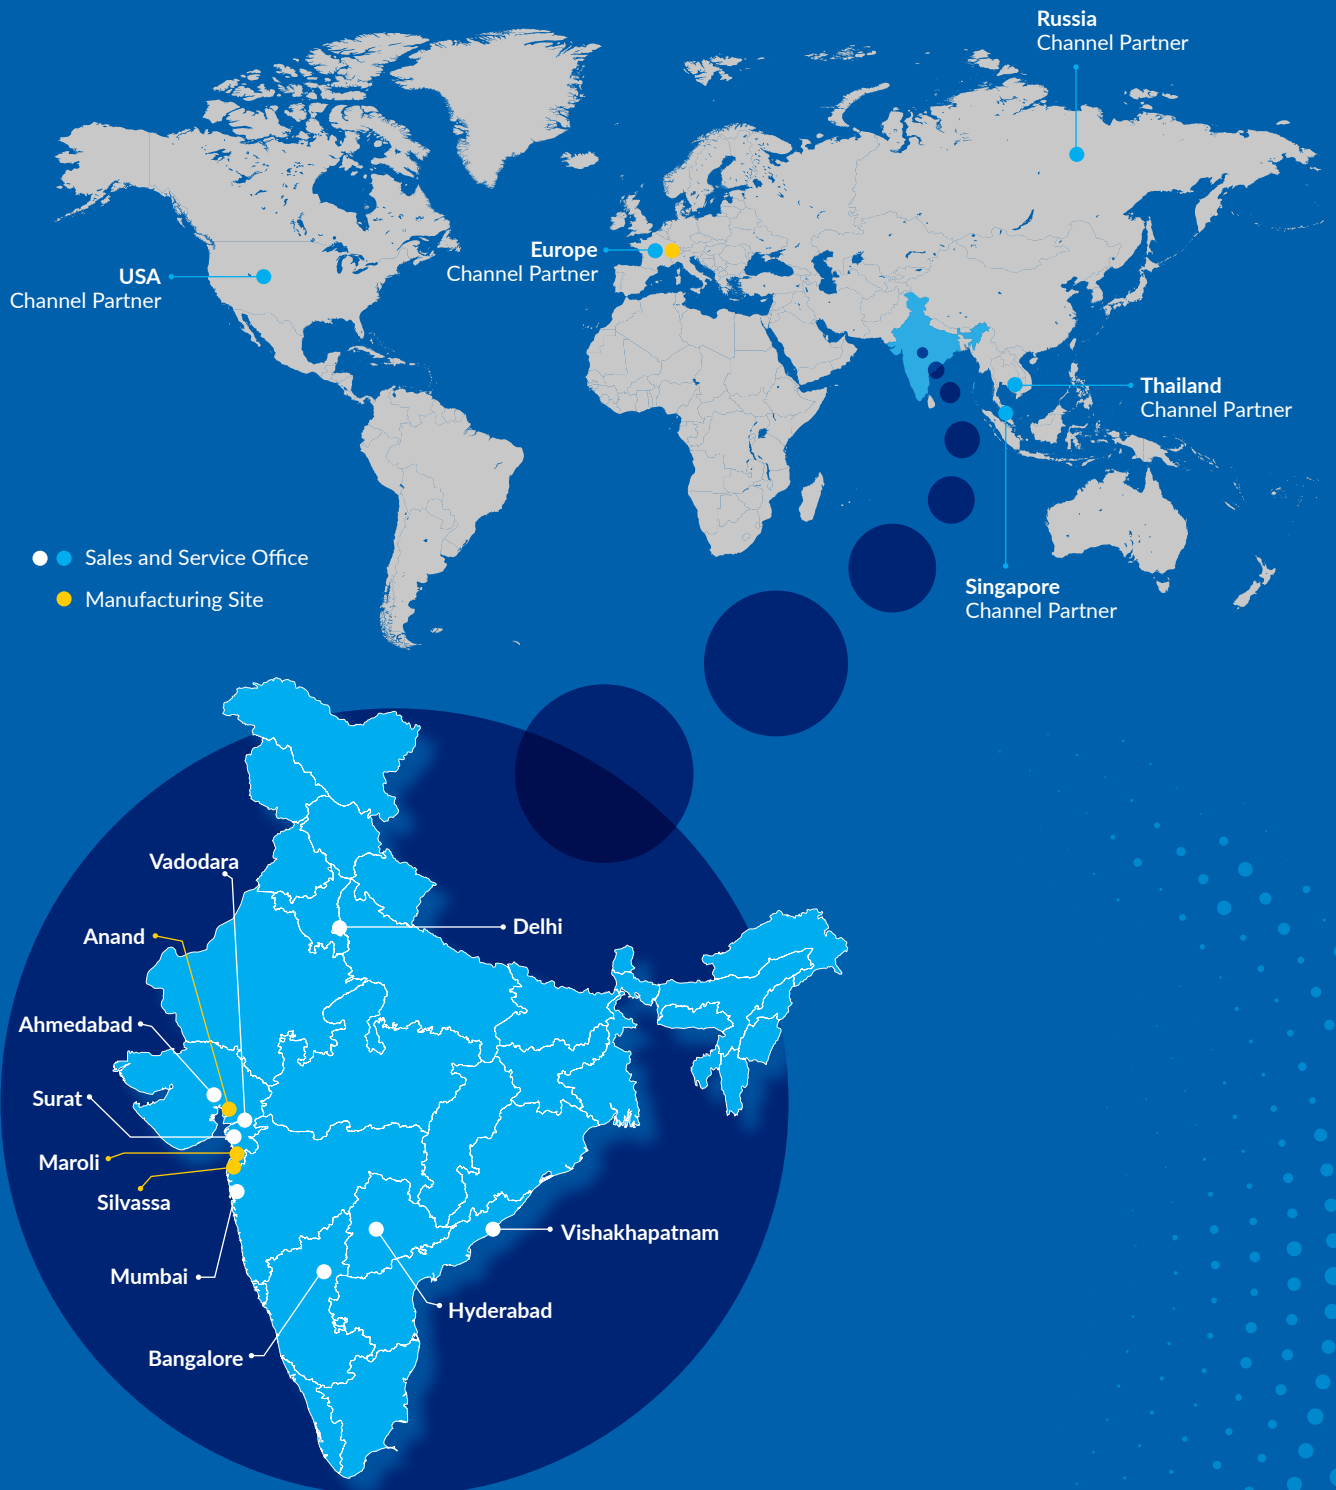 Russia
Channel Partner
Europe
Channel Partner
USA
Channel Partner
Thailand
Channel Partner
Singapore
Channel Partner
Sales and Service Office
Manufacturing Site
Vadodara
Delhi
Anand
Ahmedabad
Surat
Maroli
Silvassa
Vishakhapatnam
Mumbai
Hyderabad
Bangalore